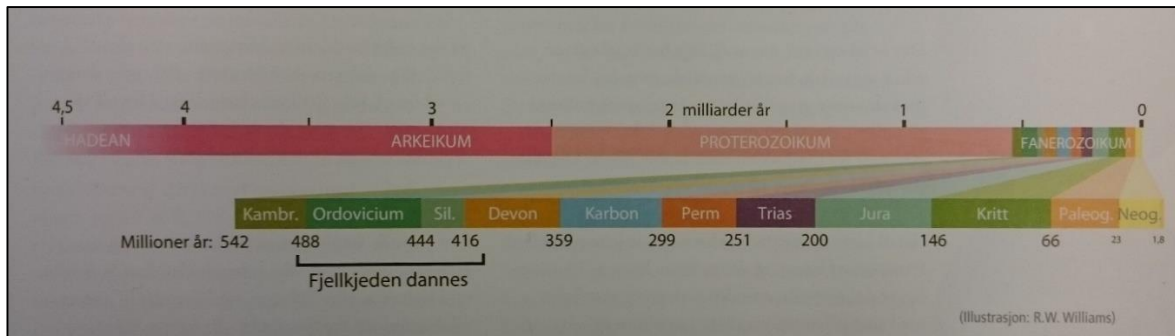 4,5 4 3 2 milliarder år 1 0
HADEAN ARKEIKUM PROTEROZOIKUM FANEROZOIKUM
Kambr. Ordovicium Sil. Devon Karbon Perm Trias Jura Kritt Paleog. Neog.
Millioner år: 542 488 444 416 359 299 251 200 146 66 23 1,8
Fjellkjeden dannes
(Illustrasjon: R.W. Williams)